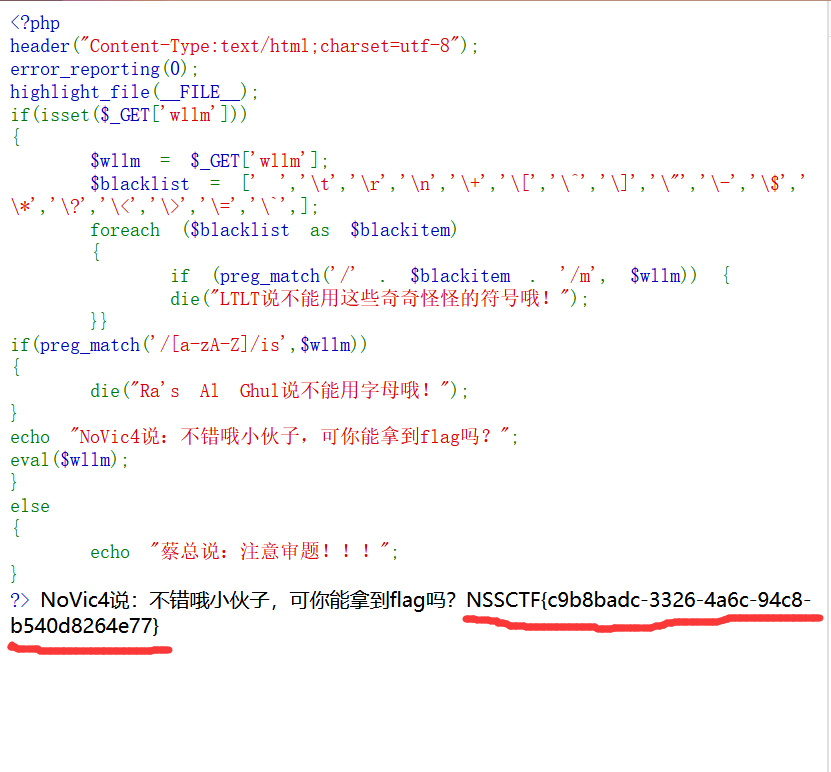 <?php
header("Content-Type:text/html;charset=utf-8");
error_reporting(0);
highlight_file(__FILE__);
if(isset($_GET['wllm']))
{
        $wllm = $_GET['wllm'];
        $blacklist = [' ','\t','\r','\n','\+','\[','\^','\]','\"','\-','\$','
\*','\?','\<','\>','\=','\`',];
        foreach ($blacklist as $blackitem)
        {
                if (preg_match('/' . $blackitem . '/m', $wllm)) {
                die("LTLT说不能用这些奇奇怪怪的符号哦！");
        }}
if(preg_match('/[a-zA-Z]/is',$wllm))
{
        die("Ra's Al Ghul说不能用字母哦！");
}
echo "NoVic4说：不错哦小伙子，可你能拿到flag吗？";
eval($wllm);
}
else
{
        echo "蔡总说：注意审题！！！";
}
?> NoVic4说：不错哦小伙子，可你能拿到flag吗？NSSCTF{c9b8badc-3326-4a6c-94c8-
b540d8264e77}